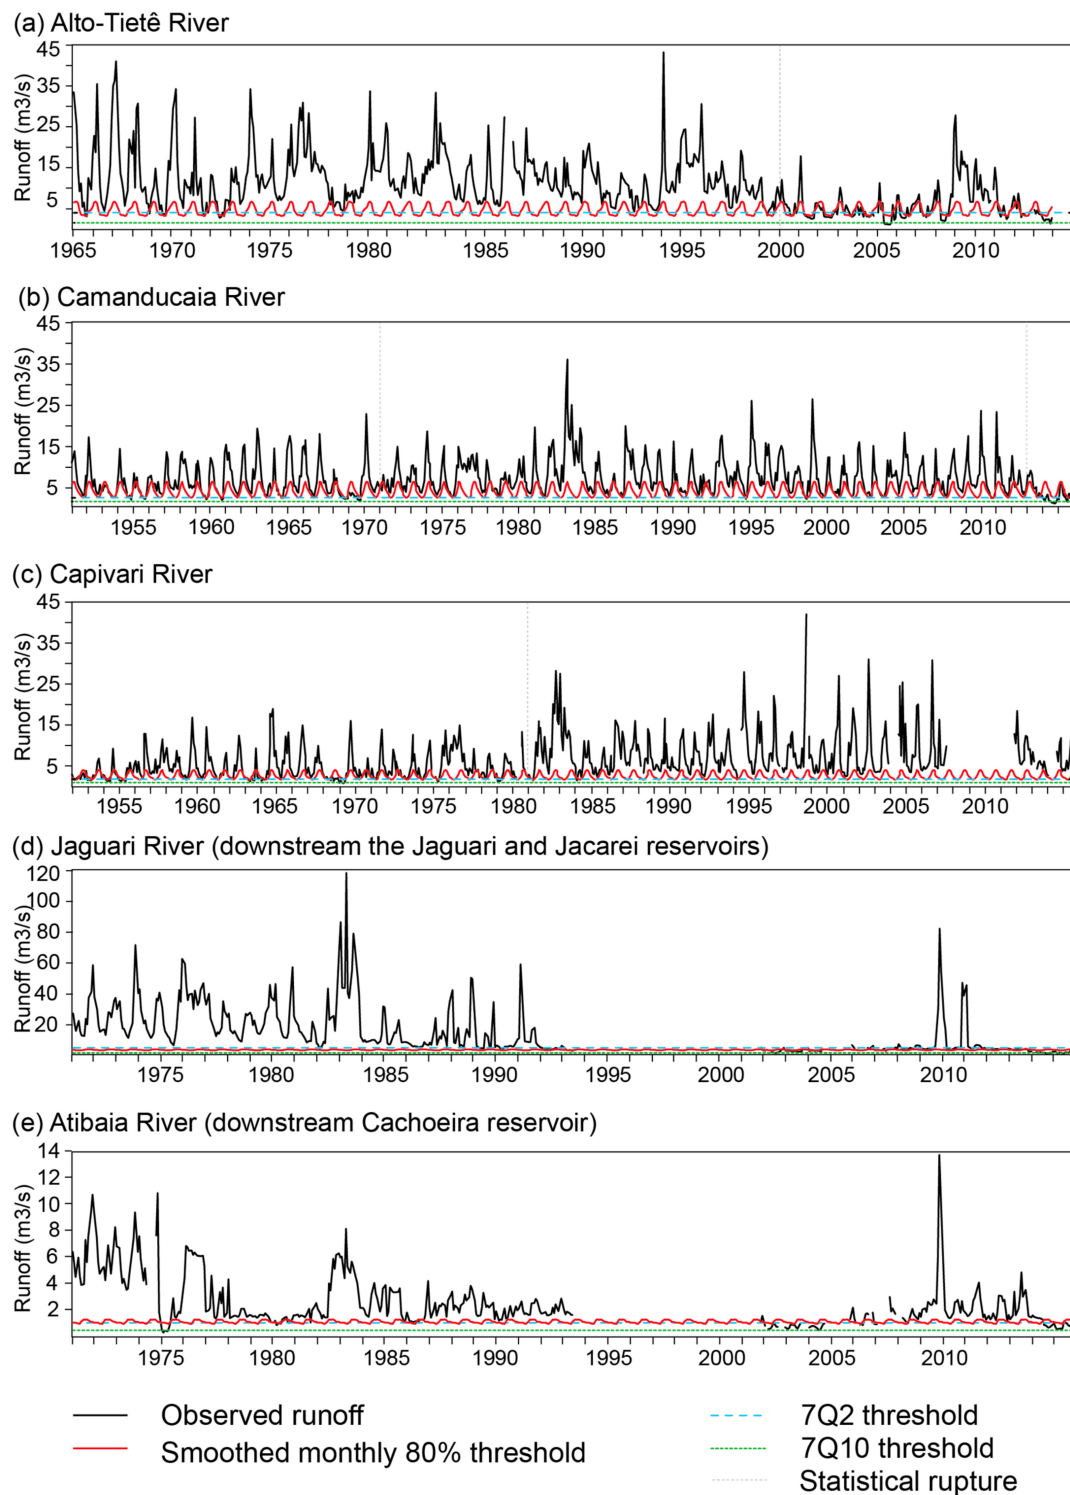 (a) Alto-Tietê River
Runoff (m3/s)
45
35
25
15
5
1965 1970 1975 1980 1985 1990 1995 2000 2005 2010
(b) Camanducaia River
Runoff (m3/s)
45
35
25
15
5
1955 1960 1965 1970 1975 1980 1985 1990 1995 2000 2005 2010
(c) Capivari River
Runoff (m3/s)
45
35
25
15
5
1955 1960 1965 1970 1975 1980 1985 1990 1995 2000 2005 2010
(d) Jaguari River (downstream the Jaguari and Jacarei reservoirs)
Runoff (m3/s)
120
100
80
60
40
20
1975 1980 1985 1990 1995 2000 2005 2010
(e) Atibaia River (downstream Cachoeira reservoir)
Runoff (m3/s)
14
12
10
8
6
4
2
1975 1980 1985 1990 1995 2000 2005 2010
Observed runoff
Smoothed monthly 80% threshold
7Q2 threshold
7Q10 threshold
Statistical rupture